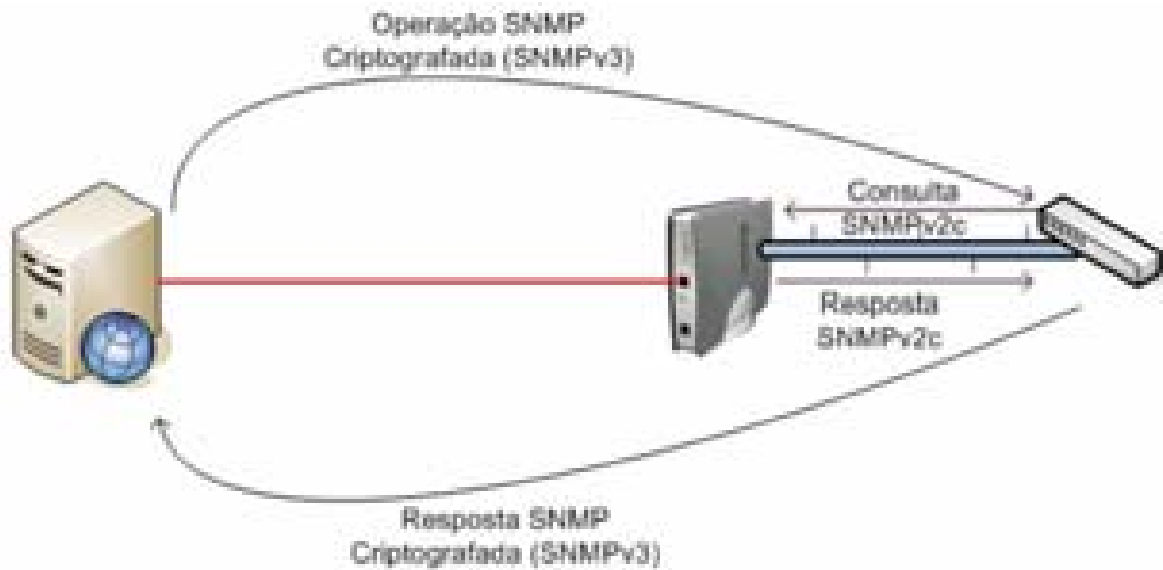 Operação SNMP
Criptografada (SNMPv3)
Consulta
SNMPv2c
Resposta
SNMPv2c
Resposta SNMP
Criptografada (SNMPv3)